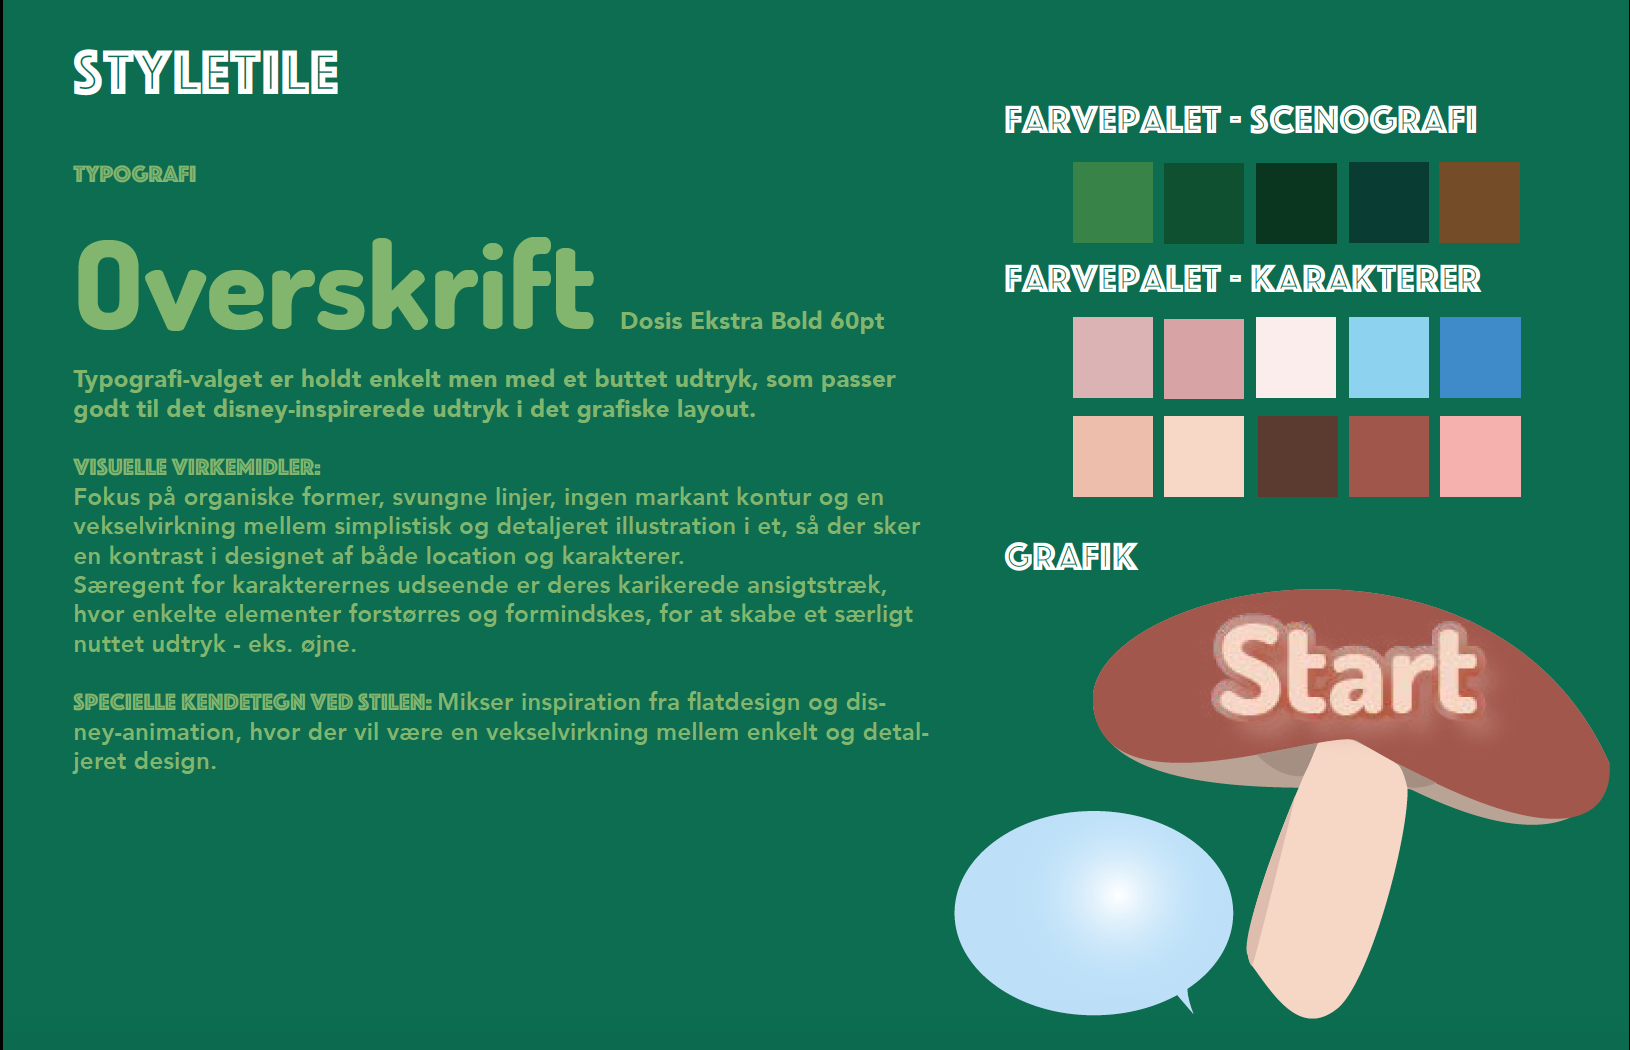 STYLETILE
TYPOGRAFI
Overskrift Dosis Ekstra Bold 60pt
Typografi-valget er holdt enkelt men med et buttet udtryk, som passer
godt til det disney-inspirerede udtryk i det grafiske layout.
VISUELLE VIRKEMIDLER:
Fokus på organiske former, svungne linjer, ingen markant kontur og en
vekselvirkning mellem simplistisk og detaljeret illustration i et, så der sker
en kontrast i designet af både location og karakterer.
Særegent for karakterernes udseende er deres karikerede ansigtstræk,
hvor enkelte elementer forstørres og formindskes, for at skabe et særligt
nuttet udtryk - eks. øjne.
SPECIELLE KENDETEGN VED STILEN: Mikser inspiration fra flatdesign og dis-
ney-animation, hvor der vil være en vekselvirkning mellem enkelt og detal-
jeret design.
FARVEPALET - SCENOGRAFI
FARVEPALET - KARAKTERER
GRAFIK
Start